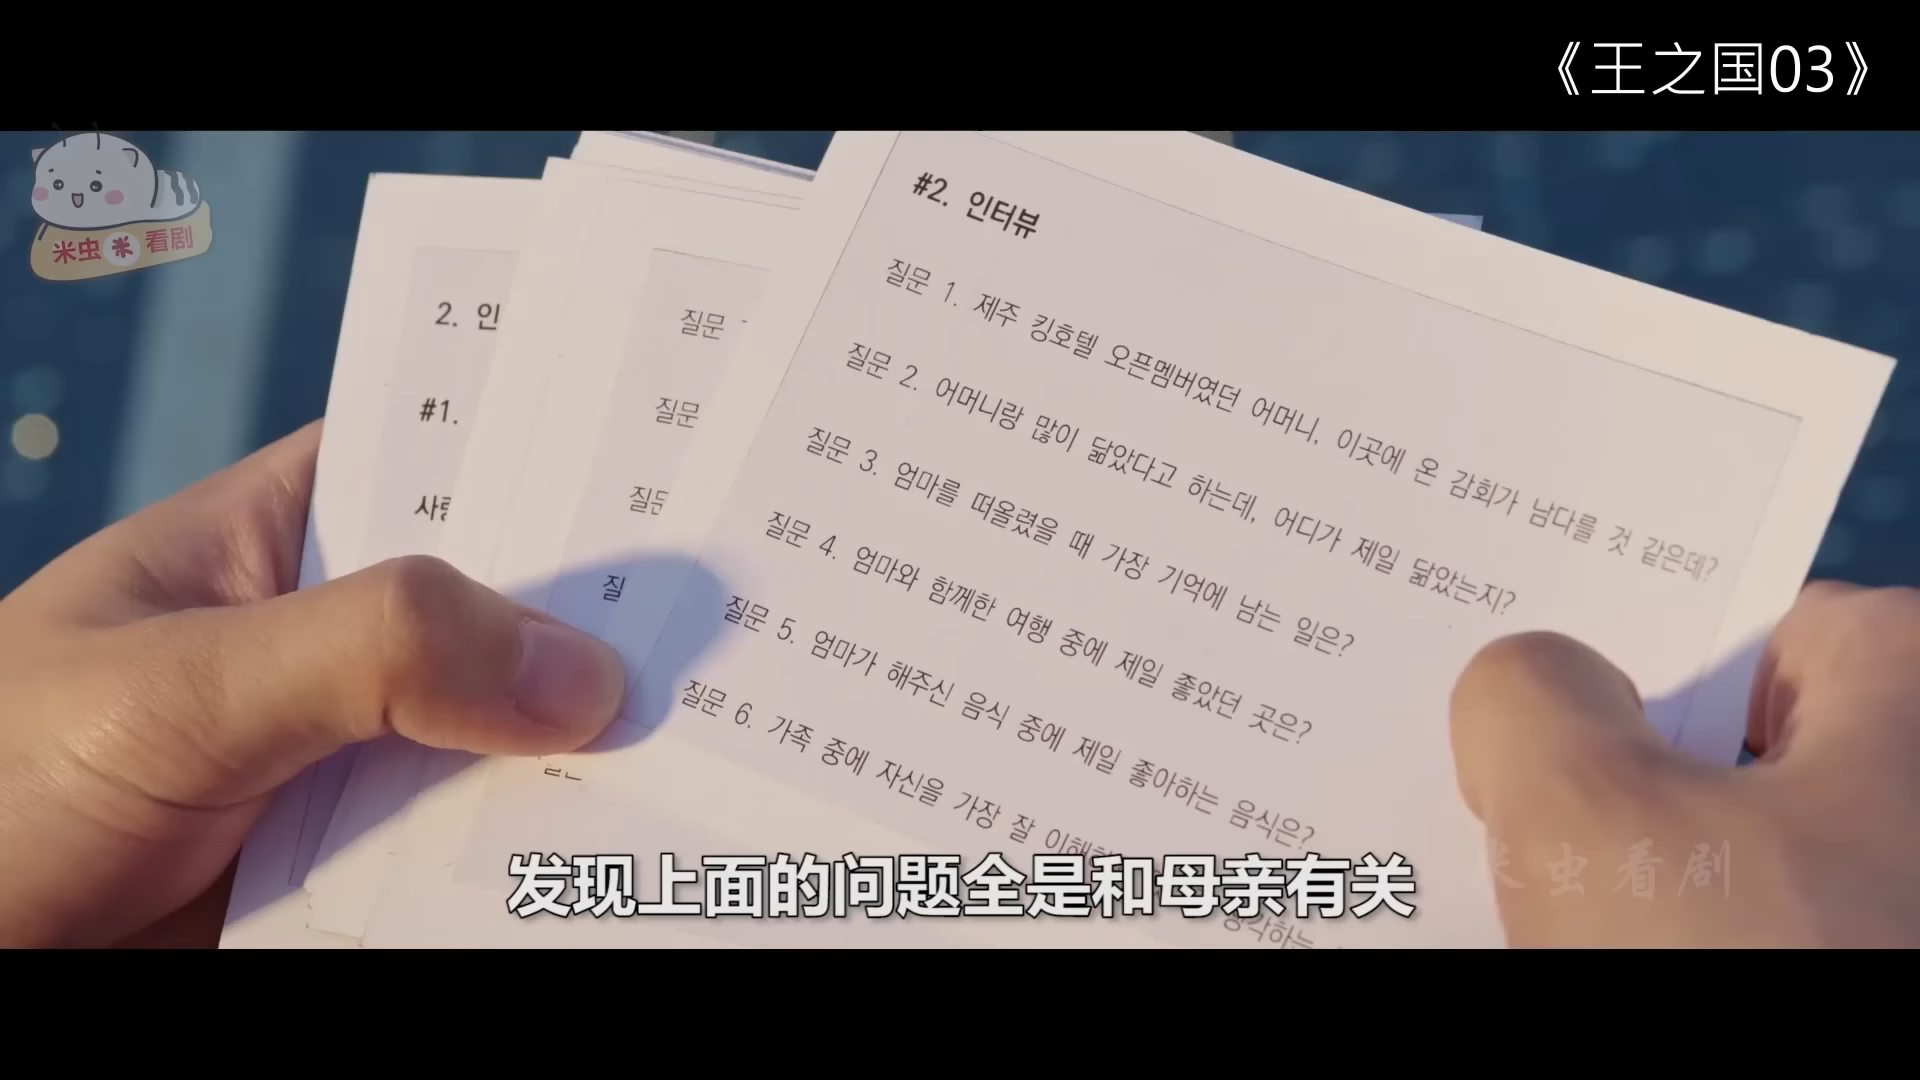 《王之国03》
米虫米看剧
2. 인
#1.
질문
질문
질
#2. 인터뷰
질문 1. 제주 킹호텔 오픈멤버였던 어머니, 이곳에 온 감회가 남다를 것 같은데?
질문 2. 어머니랑 많이 닮았다고 하는데, 어디가 제일 닮았는지?
질문 3. 엄마를 떠올렸을 때 가장 기억에 남는 일은?
질문 4. 엄마와 함께한 여행 중에 제일 좋았던 곳은?
질문 5. 엄마가 해주신 음식 중에 제일 좋아하는 음식은?
질문 6. 가족 중에 자신을 가장 잘
생각하는
发现上面的问题全是和母亲有关
米虫看剧